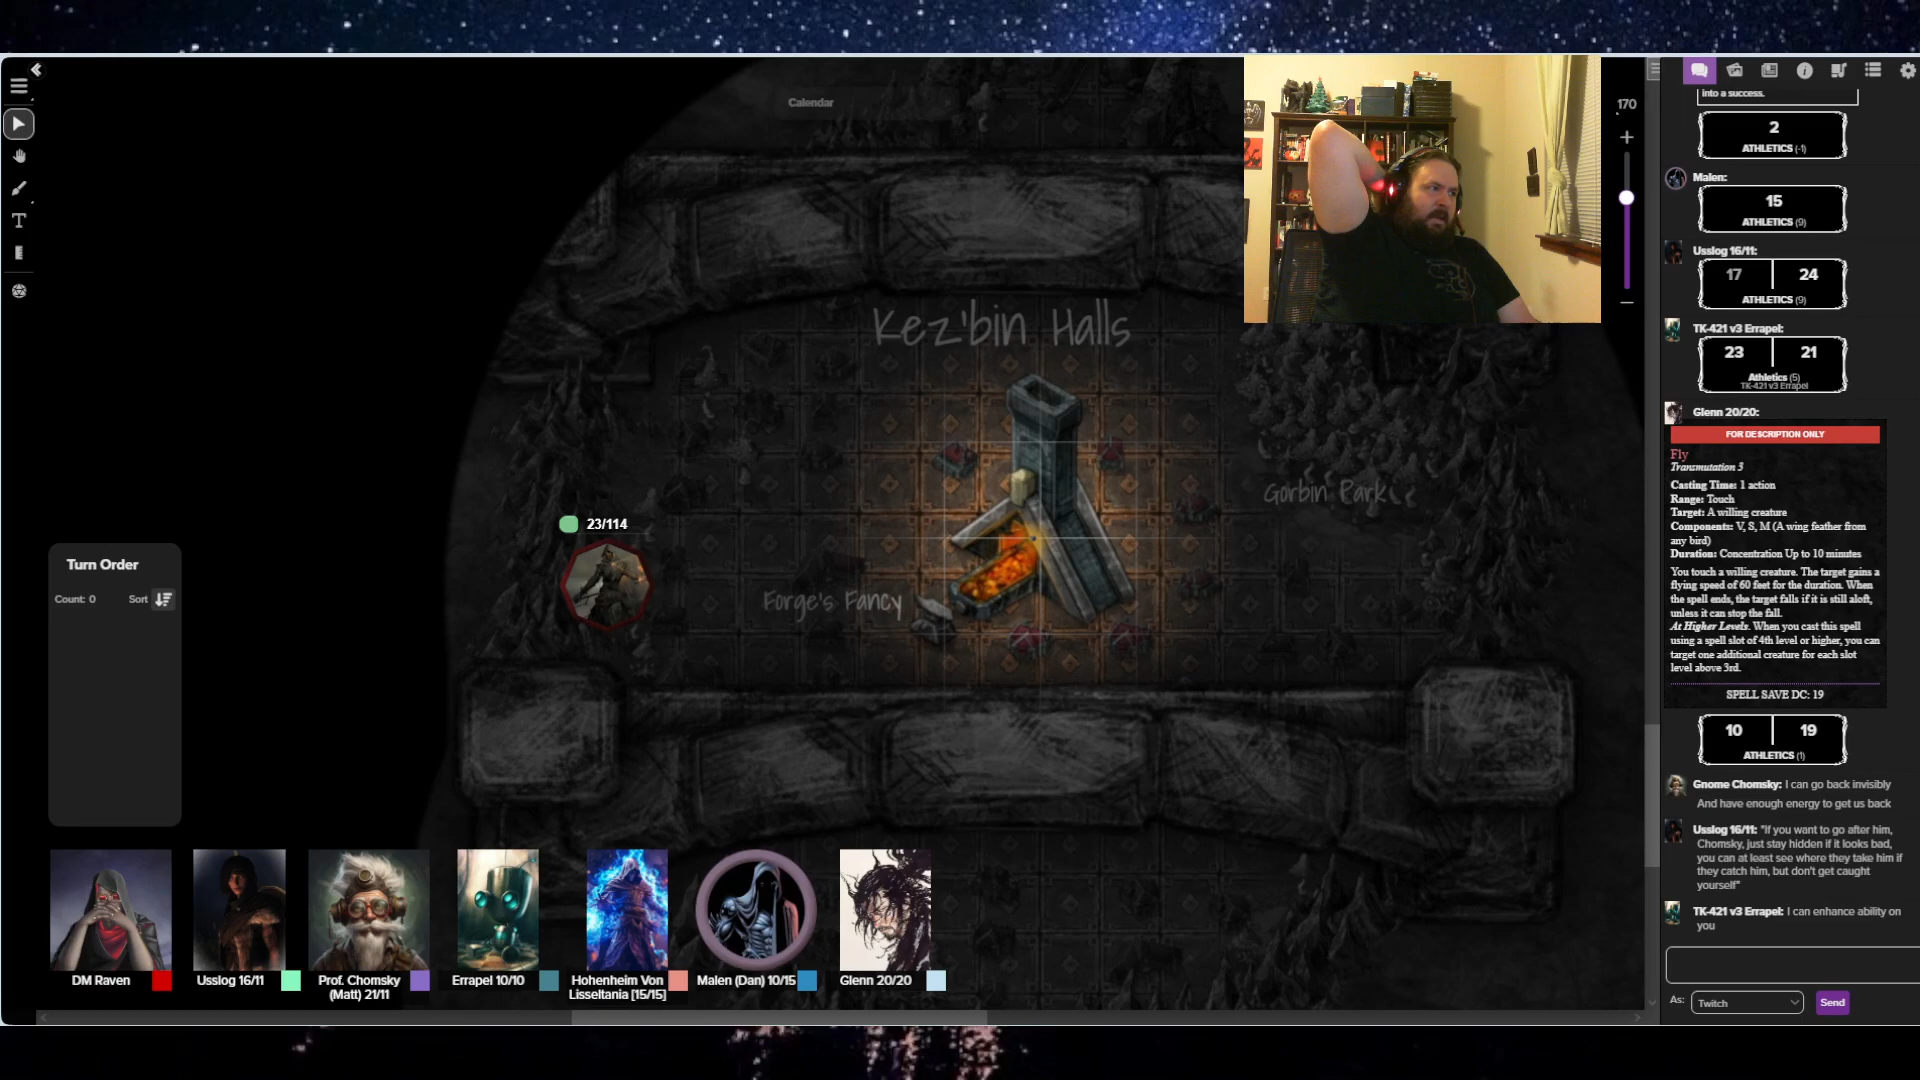 Calendar
170
Kez'bin Halls
Gorbin Park
Forge's Fancy
23/114
Turn Order
Count: 0
Sort
DM Raven
Usslog 16/11
Prof. Chomsky
(Matt) 21/11
Errapel 10/10
Hohenheim Von
Lisseltania [15/15]
Malen (Dan) 10/15
Glenn 20/20
into a success.
2
ATHLETICS (-1)
Malen:
15
ATHLETICS (9)
Usslog 16/11:
17 24
ATHLETICS (9)
TK-421 v3 Errapel:
23 21
Athletics (5)
TK-421 v3 Errapel
Glenn 20/20:
FOR DESCRIPTION ONLY
Fly
Transmutation 3
Casting Time: 1 action
Range: Touch
Target: A willing creature
Components: V, S, M (A wing feather from
any bird)
Duration: Concentration Up to 10 minutes
You touch a willing creature. The target gains a
flying speed of 60 feet for the duration. When
the spell ends, the target falls if it is still aloft,
unless it can stop the fall.
At Higher Levels. When you cast this spell
using a spell slot of 4th level or higher, you can
target one additional creature for each slot
level above 3rd.
SPELL SAVE DC: 19
10 19
ATHLETICS (1)
Gnome Chomsky: I can go back invisibly
And have enough energy to get us back
Usslog 16/11: "If you want to go after him,
Chomsky, just stay hidden if it looks bad,
you can at least see where they take him if
they catch him, but don't get caught
yourself"
TK-421 v3 Errapel: I can enhance ability on
you
As:
Twitch
Send